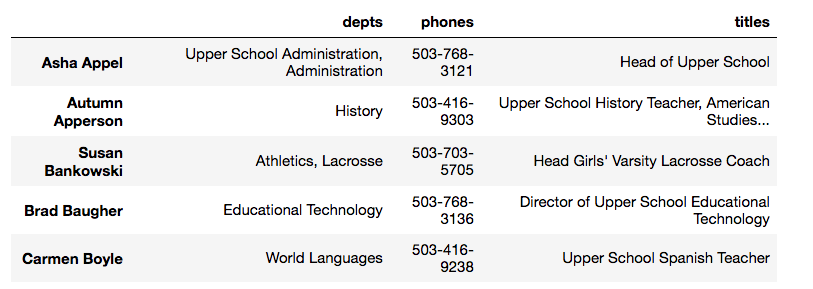 depts phones titles
Asha Appel Upper School Administration, Administration 503-768-3121 Head of Upper School
Autumn Apperson History 503-416-9303 Upper School History Teacher, American Studies...
Susan Bankowski Athletics, Lacrosse 503-703-5705 Head Girls' Varsity Lacrosse Coach
Brad Baugher Educational Technology 503-768-3136 Director of Upper School Educational Technology
Carmen Boyle World Languages 503-416-9238 Upper School Spanish Teacher